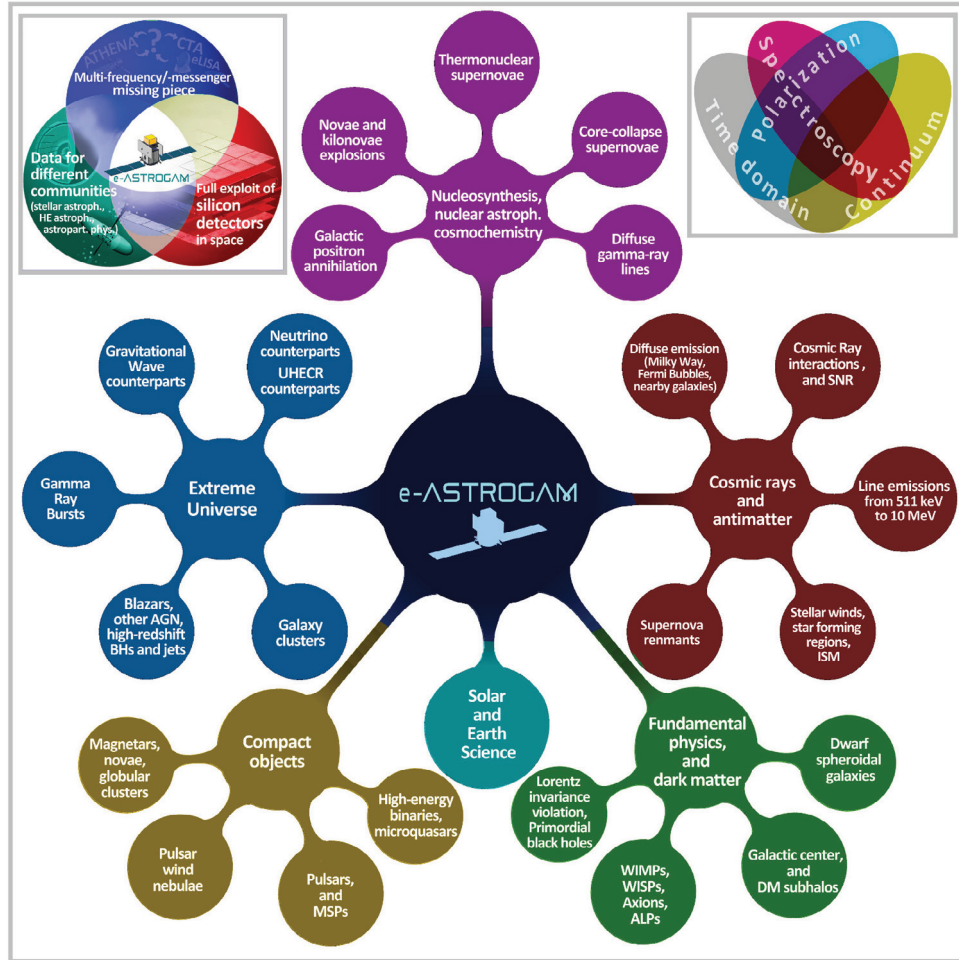 ATHENA
CTA
eLISA
?
Multi-frequency/-messenger
missing piece
Data for
different
communities
(stellar astroph.,
HE astroph.,
astropart. phys.)
e-ASTROGAM
Full exploit of
silicon
detectors
in space
Time domain
Polarization
Spectroscopy
Continuum
Thermonuclear
supernovae
Novae and
kilonovae
explosions
Core-collapse
supernovae
Nucleosynthesis,
nuclear astroph.
cosmochemistry
Galactic
positron
annihilation
Diffuse
gamma-ray
lines
Gravitational
Wave
counterparts
Neutrino
counterparts
UHECR
counterparts
Gamma
Ray
Bursts
Extreme
Universe
Blazars,
other AGN,
high-redshift
BHs and jets
Galaxy
clusters
e-ASTROGAM
Diffuse emission
(Milky Way,
Fermi Bubbles,
nearby galaxies)
Cosmic Ray
interactions ,
and SNR
Cosmic rays
and
antimatter
Line emissions
from 511 keV
to 10 MeV
Supernova
renmants
Stellar winds,
star forming
regions,
ISM
Compact
objects
Magnetars,
novae,
globular
clusters
High-energy
binaries,
microquasars
Pulsar
wind
nebulae
Pulsars,
and
MSPs
Solar
and
Earth
Science
Fundamental
physics,
and
dark matter
Dwarf
spheroidal
galaxies
Lorentz
invariance
violation,
Primordial
black holes
WIMPs,
WISPs,
Axions,
ALPs
Galactic center,
and
DM subhalos